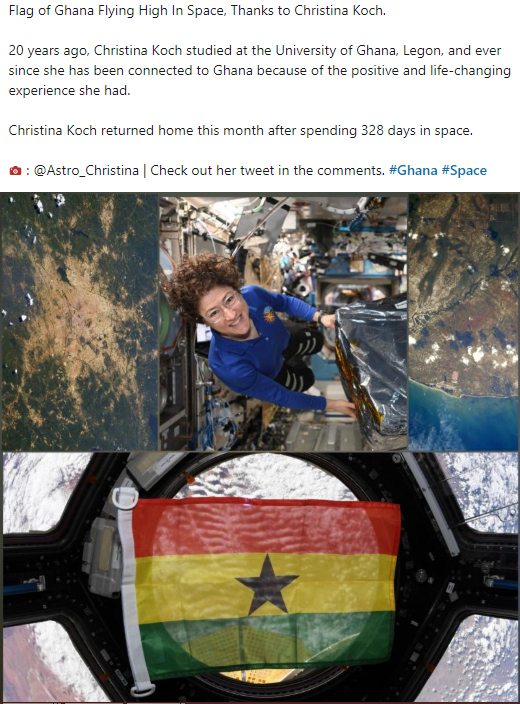 Flag of Ghana Flying High In Space, Thanks to Christina Koch.
20 years ago, Christina Koch studied at the University of Ghana, Legon, and ever
since she has been connected to Ghana because of the positive and life-changing
experience she had.
Christina Koch returned home this month after spending 328 days in space.
📷 : @Astro_Christina | Check out her tweet in the comments. #Ghana #Space